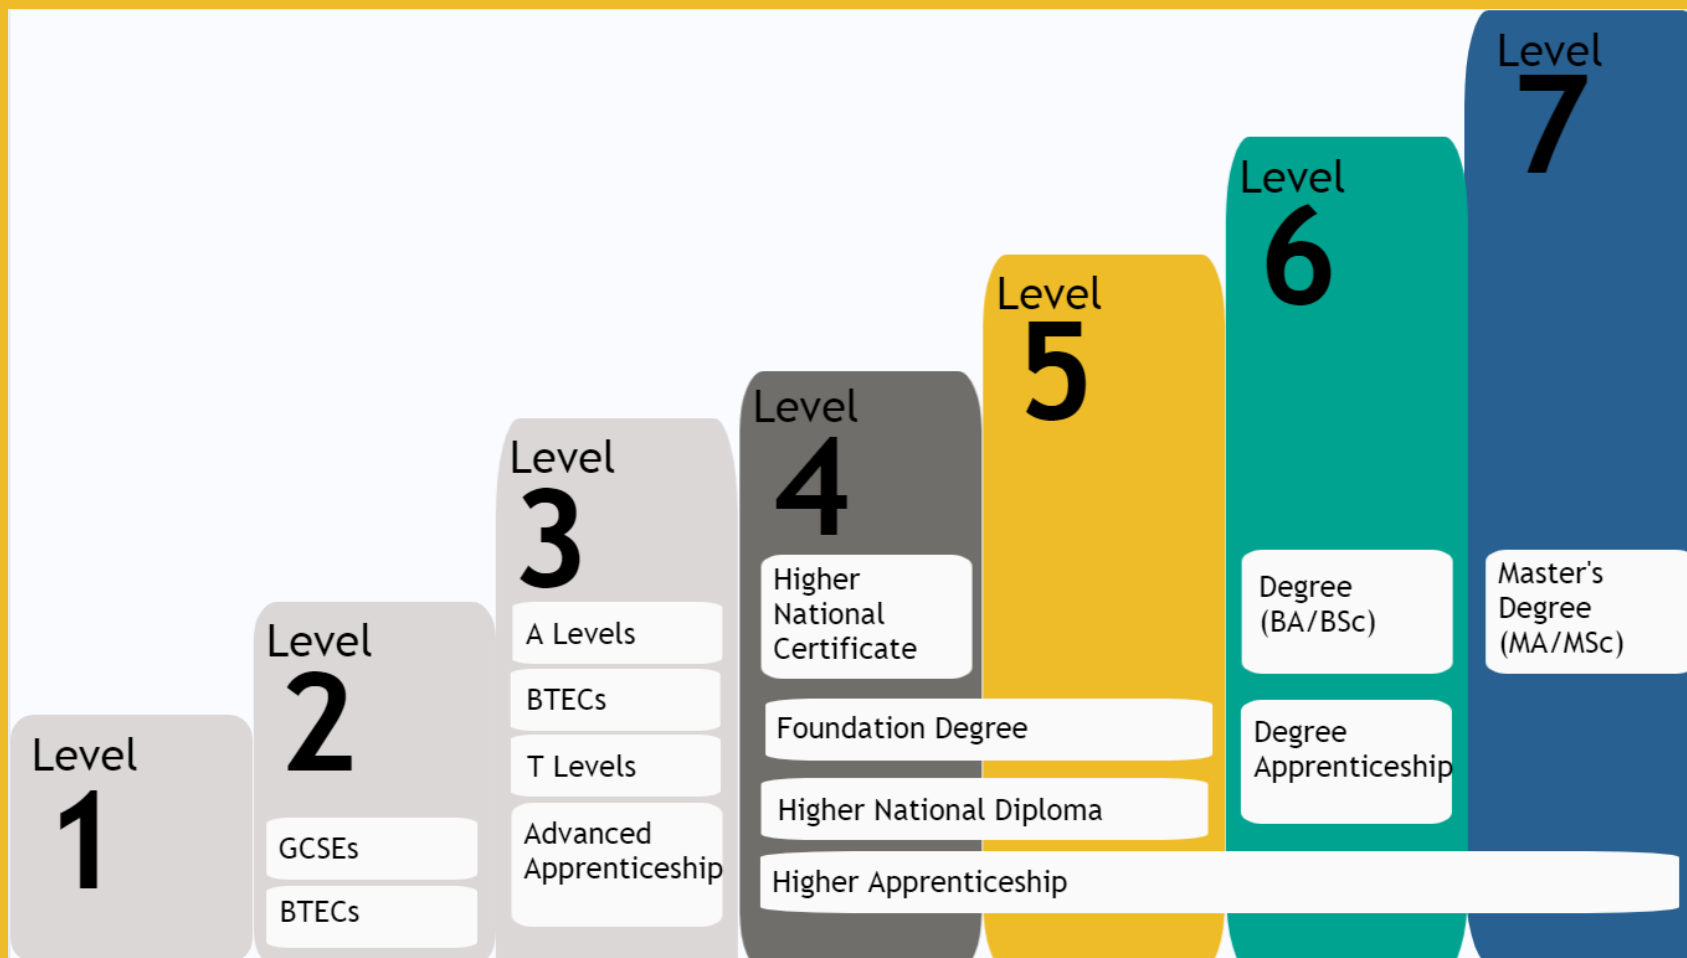 Level
1
Level
2
GCSEs
BTECs
Level
3
A Levels
BTECs
T Levels
Advanced
Apprenticeship
Level
4
Higher
National
Certificate
Foundation Degree
Higher National Diploma
Higher Apprenticeship
Level
5
Level
6
Degree
(BA/BSc)
Degree
Apprenticeship
Level
7
Master's
Degree
(MA/MSc)